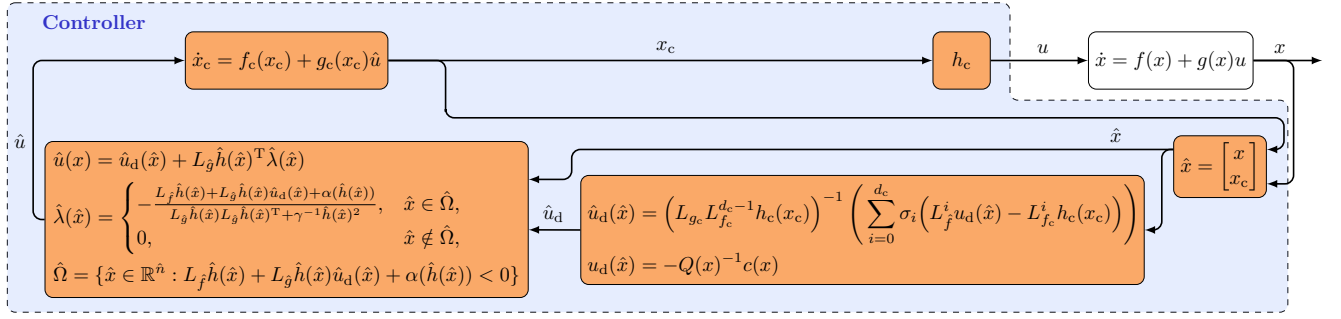 Controller
ẋ_c = f_c(x_c) + g_c(x_c)û
x_c
h_c
u
ẋ = f(x) + g(x)u
x
û
x̂
x̂ = [x
x_c]
û(x) = û_d(x̂) + L_ĝ ĥ(x̂)^T λ̂(x̂)
λ̂(x̂) = { −(L_f̂ ĥ(x̂) + L_ĝ ĥ(x̂)û_d(x̂) + α(ĥ(x̂))) / (L_ĝ ĥ(x̂)L_ĝ ĥ(x̂)^T + γ^{−1}ĥ(x̂)^2), x̂ ∈ Ω̂,
0, x̂ ∉ Ω̂,
Ω̂ = {x̂ ∈ ℝ^n̂ : L_f̂ ĥ(x̂) + L_ĝ ĥ(x̂)û_d(x̂) + α(ĥ(x̂)) < 0}
û_d
û_d(x̂) = (L_{g_c} L_{f_c}^{d_c−1} h_c(x_c))^{−1} (∑_{i=0}^{d_c} σ_i(L_f̂^i u_d(x̂) − L_{f_c}^i h_c(x_c)))
u_d(x̂) = −Q(x)^{−1}c(x)